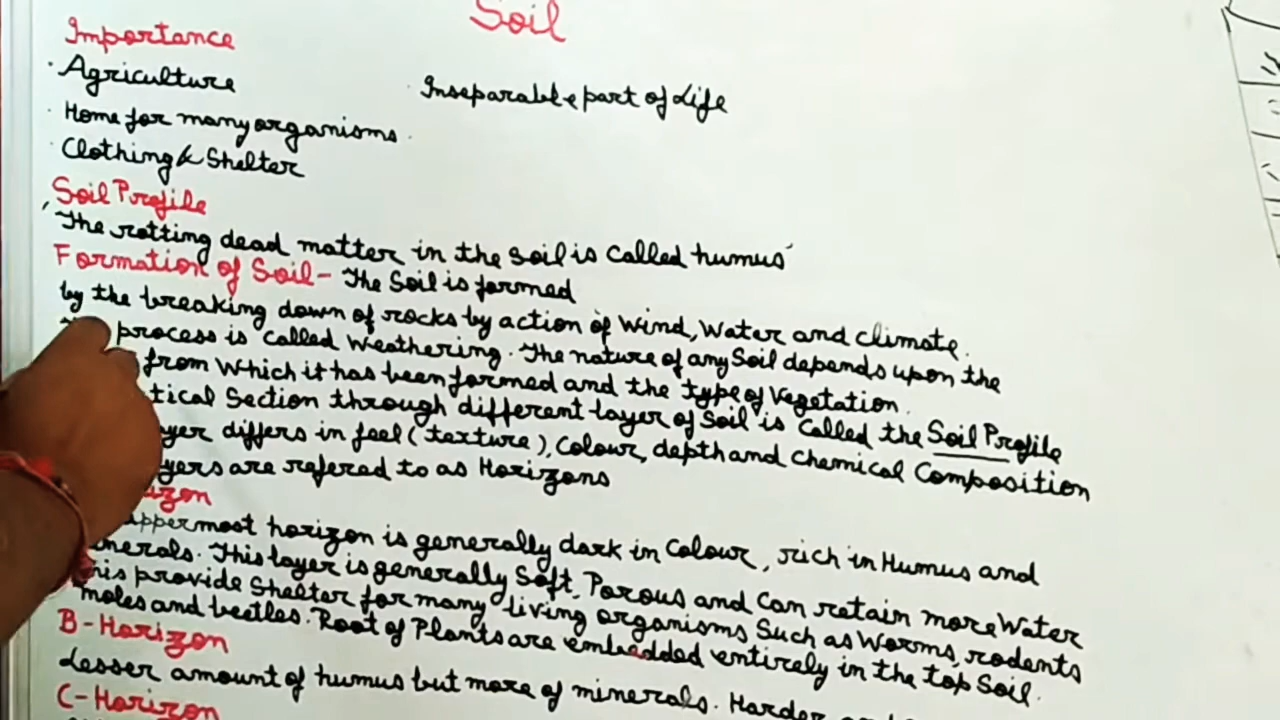 Soil
Importance
· Agriculture
· Inseparable part of Life
· Home for many organisms.
· Clothing & Shelter
Soil Profile
The rotting dead matter in the soil is called humus
Formation of Soil - The Soil is formed
by the breaking down of rocks by action of Wind, Water and climate.
process is called Weathering. The nature of any Soil depends upon the
from Which it has been formed and the type of Vegetation.
tical Section through different layer of Soil is Called the Soil Profile
ayer differs in feel (texture), Colour, depth and Chemical Composition
yers are refered to as Horizons
izon
uppermost horizon is generally dark in Colour, rich in Humus and
inerals. This layer is generally Soft, Porous and Can retain more Water
This provide Shelter for many living organisms Such as Worms, rodents
moles and beetles. Root of Plants are embedded entirely in the top Soil.
B-Horizon
Lesser amount of humus but more of minerals. Harder
C-Horizon